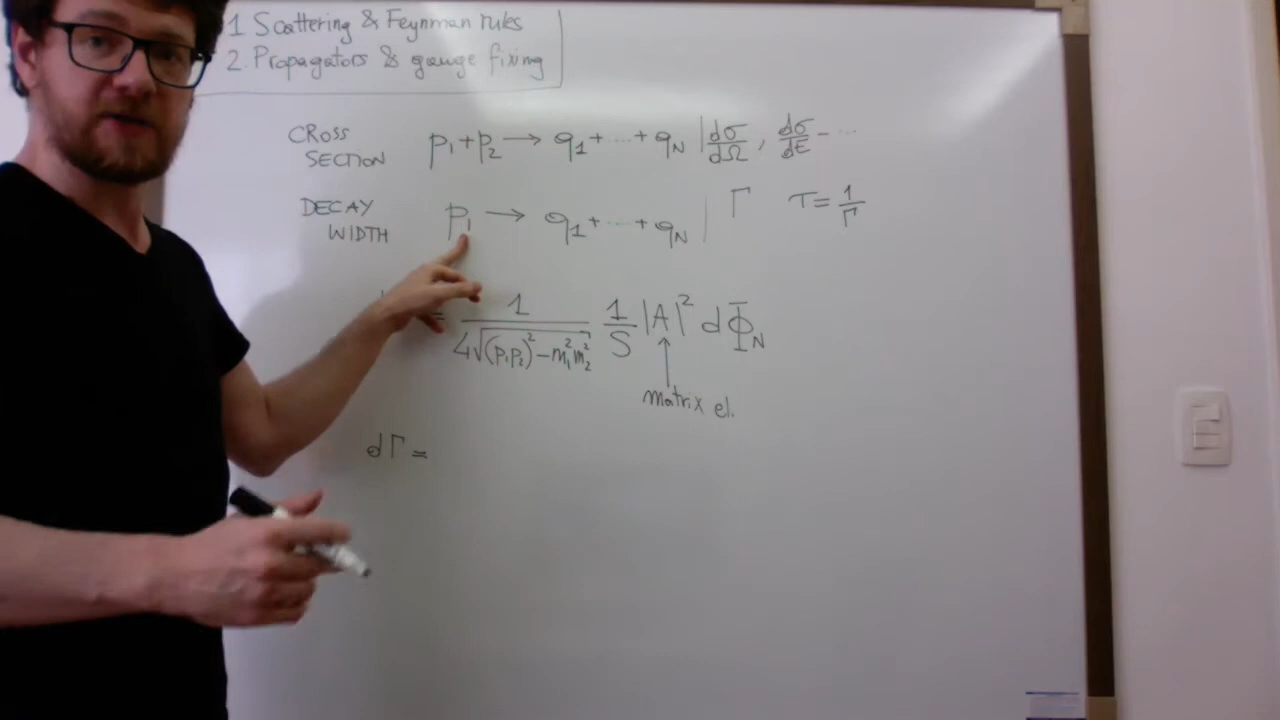 1 Scattering & Feynman rules
2. Propagators & gauge fixing
CROSS SECTION p₁+p₂ → q₁+...+q_N | dσ/dΩ, dσ/dE ...
DECAY WIDTH p₁ → q₁+...+q_N | Γ τ=1/Γ
= 1/(4√((p₁p₂)²-m₁²m₂²)) 1/S |A|² dΦ_N
matrix el.
dΓ =